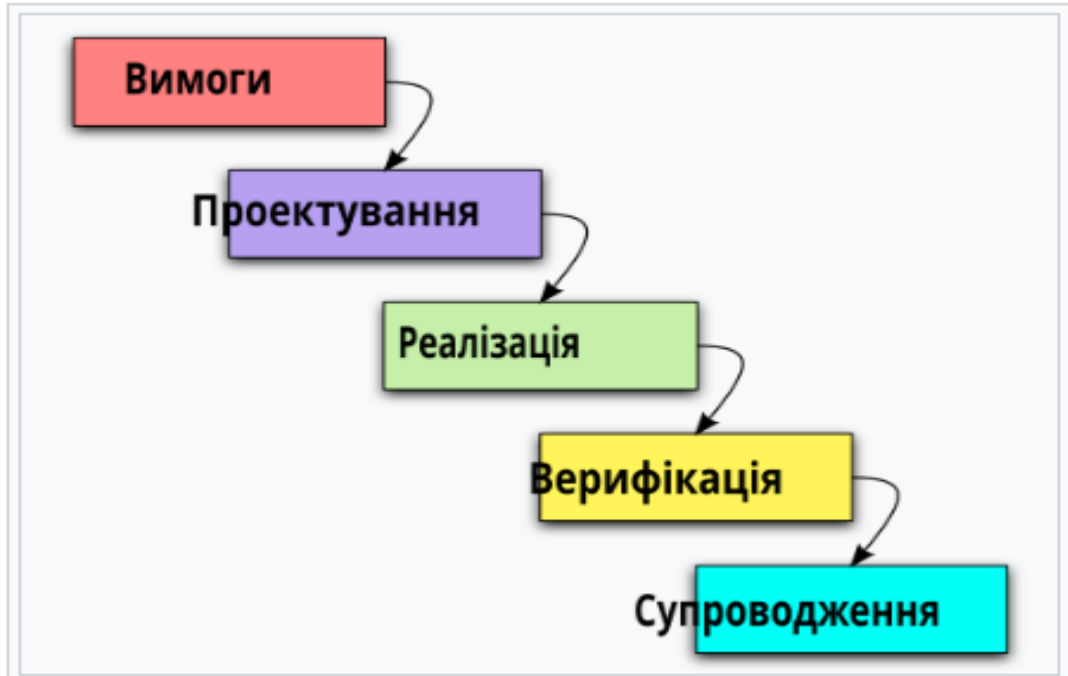 Вимоги
Проектування
Реалізація
Верифікація
Супроводження